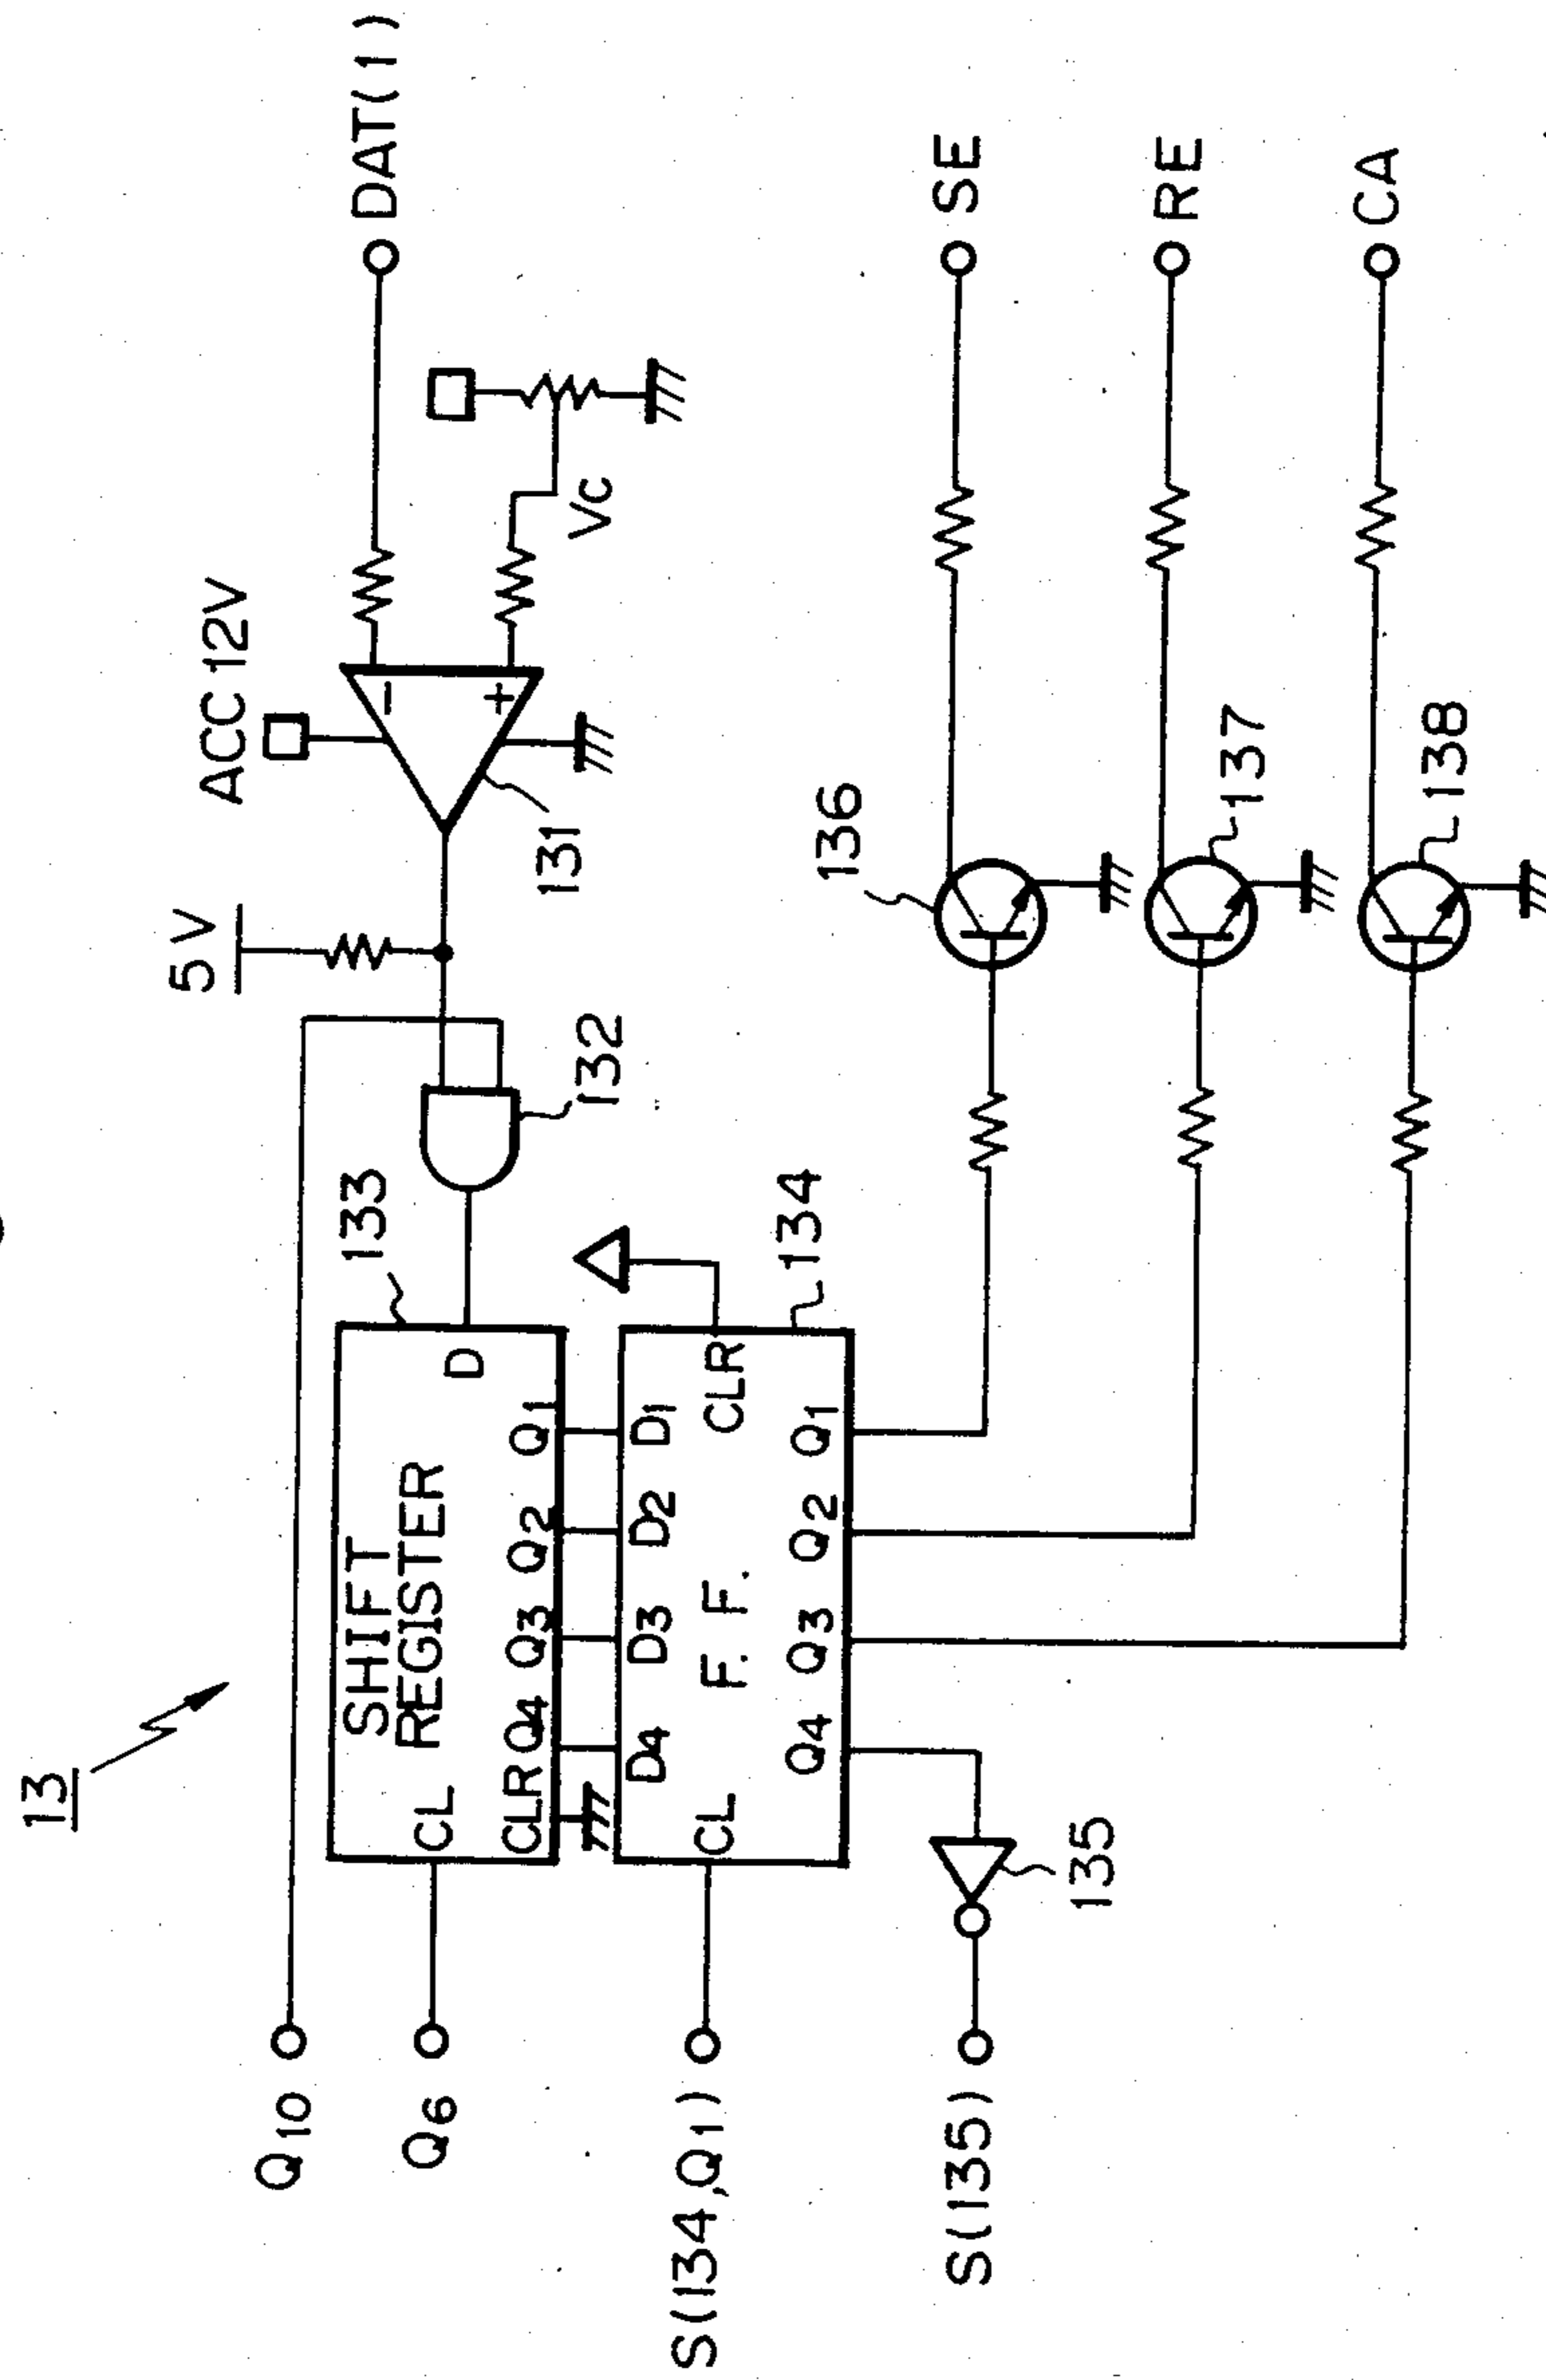 13
Q10
Q6
S(134,Q1)
S(135)
SHIFT
REGISTER
CL
CLR
Q4
Q3
Q2
Q1
D
133
D4
D3
D2
D1
F. F.
CL
CLR
Q4
Q3
Q2
Q1
134
135
132
5V
ACC 12V
-
+
131
Vc
DAT(1)
136
SE
137
RE
138
CA